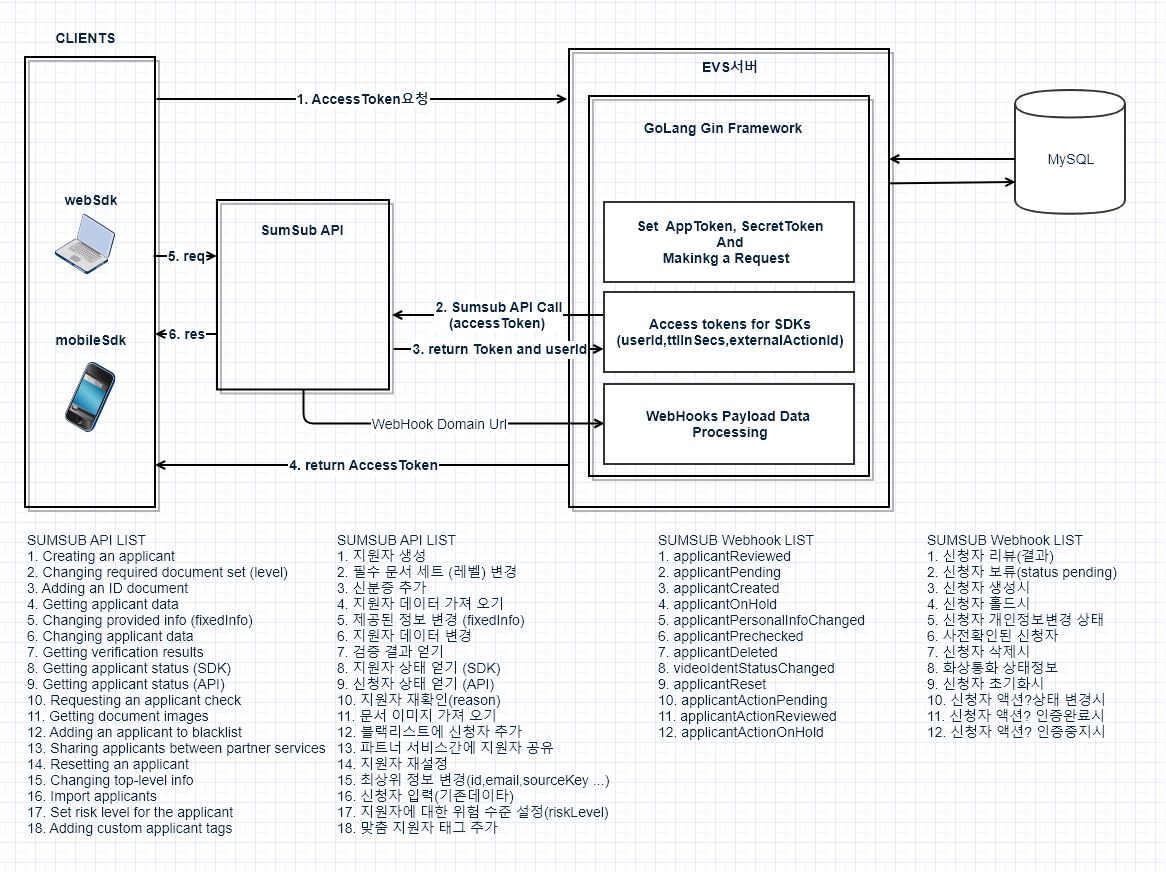 CLIENTS
EVS서버
1. AccessToken요청
GoLang Gin Framework
MySQL
webSdk
SumSub API
Set  AppToken, SecretToken
And
Makinkg a Request
5. req
2. Sumsub API Call
(accessToken)
Access tokens for SDKs
(userId,ttlInSecs,externalActionId)
6. res
mobileSdk
3. return Token and userId
WebHook Domain Url
WebHooks Payload Data
Processing
4. return AccessToken
SUMSUB API LIST
1. Creating an applicant
2. Changing required document set (level)
3. Adding an ID document
4. Getting applicant data
5. Changing provided info (fixedInfo)
6. Changing applicant data
7. Getting verification results
8. Getting applicant status (SDK)
9. Getting applicant status (API)
10. Requesting an applicant check
11. Getting document images
12. Adding an applicant to blacklist
13. Sharing applicants between partner services
14. Resetting an applicant
15. Changing top-level info
16. Import applicants
17. Set risk level for the applicant
18. Adding custom applicant tags
SUMSUB API LIST
1. 지원자 생성
2. 필수 문서 세트 (레벨) 변경
3. 신분증 추가
4. 지원자 데이터 가져 오기
5. 제공된 정보 변경 (fixedInfo)
6. 지원자 데이터 변경
7. 검증 결과 얻기
8. 지원자 상태 얻기 (SDK)
9. 신청자 상태 얻기 (API)
10. 지원자 재확인(reason)
11. 문서 이미지 가져 오기
12. 블랙리스트에 신청자 추가
13. 파트너 서비스간에 지원자 공유
14. 지원자 재설정
15. 최상위 정보 변경(id,email,sourceKey ...)
16. 신청자 입력(기존데이타)
17. 지원자에 대한 위험 수준 설정(riskLevel)
18. 맞춤 지원자 태그 추가
SUMSUB Webhook LIST
1. applicantReviewed
2. applicantPending
3. applicantCreated
4. applicantOnHold
5. applicantPersonalInfoChanged
6. applicantPrechecked
7. applicantDeleted
8. videoIdentStatusChanged
9. applicantReset
10. applicantActionPending
11. applicantActionReviewed
12. applicantActionOnHold
SUMSUB Webhook LIST
1. 신청자 리뷰(결과)
2. 신청자 보류(status pending)
3. 신청자 생성시
4. 신청자 홀드시
5. 신청자 개인정보변경 상태
6. 사전확인된 신청자
7. 신청자 삭제시
8. 화상통화 상태정보
9. 신청자 초기화시
10. 신청자 액션?상태 변경시
11. 신청자 액션? 인증완료시
12. 신청자 액션? 인증중지시